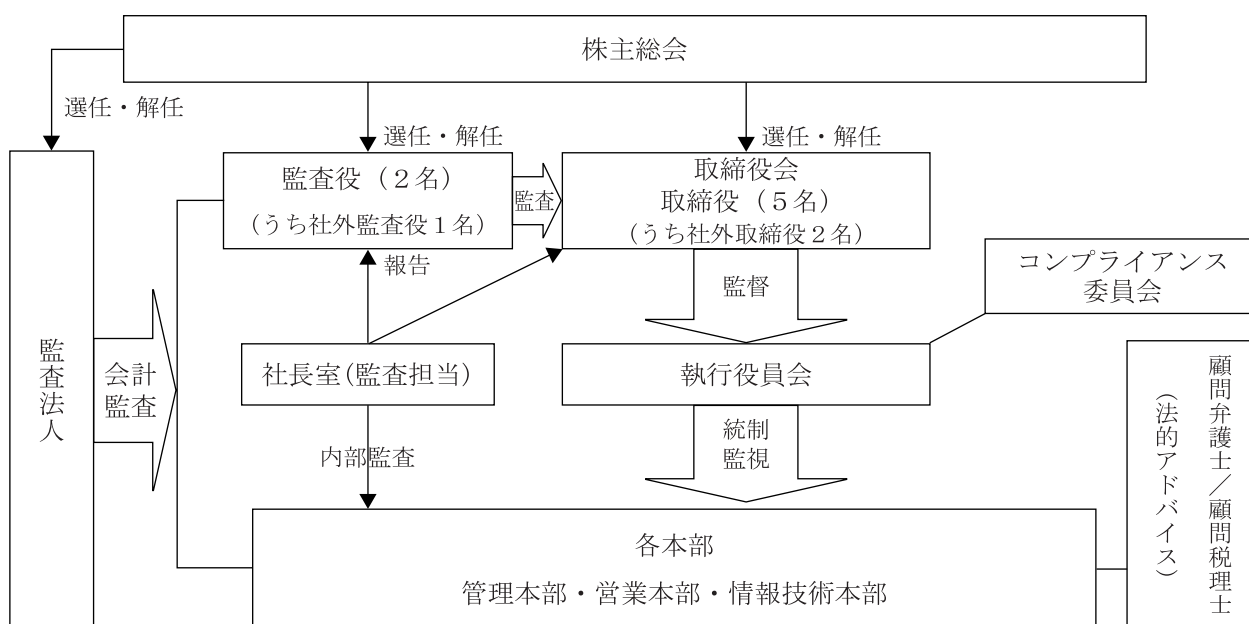 株主総会
選任・解任
選任・解任
選任・解任
監査役（２名）
（うち社外監査役１名）
監査
取締役会
取締役（５名）
（うち社外取締役２名）
報告
監督
コンプライアンス
委員会
監査法人
会計
監査
社長室（監査担当）
執行役員会
顧問弁護士／顧問税理士
（法的アドバイス）
内部監査
統制
監視
各本部
管理本部・営業本部・情報技術本部